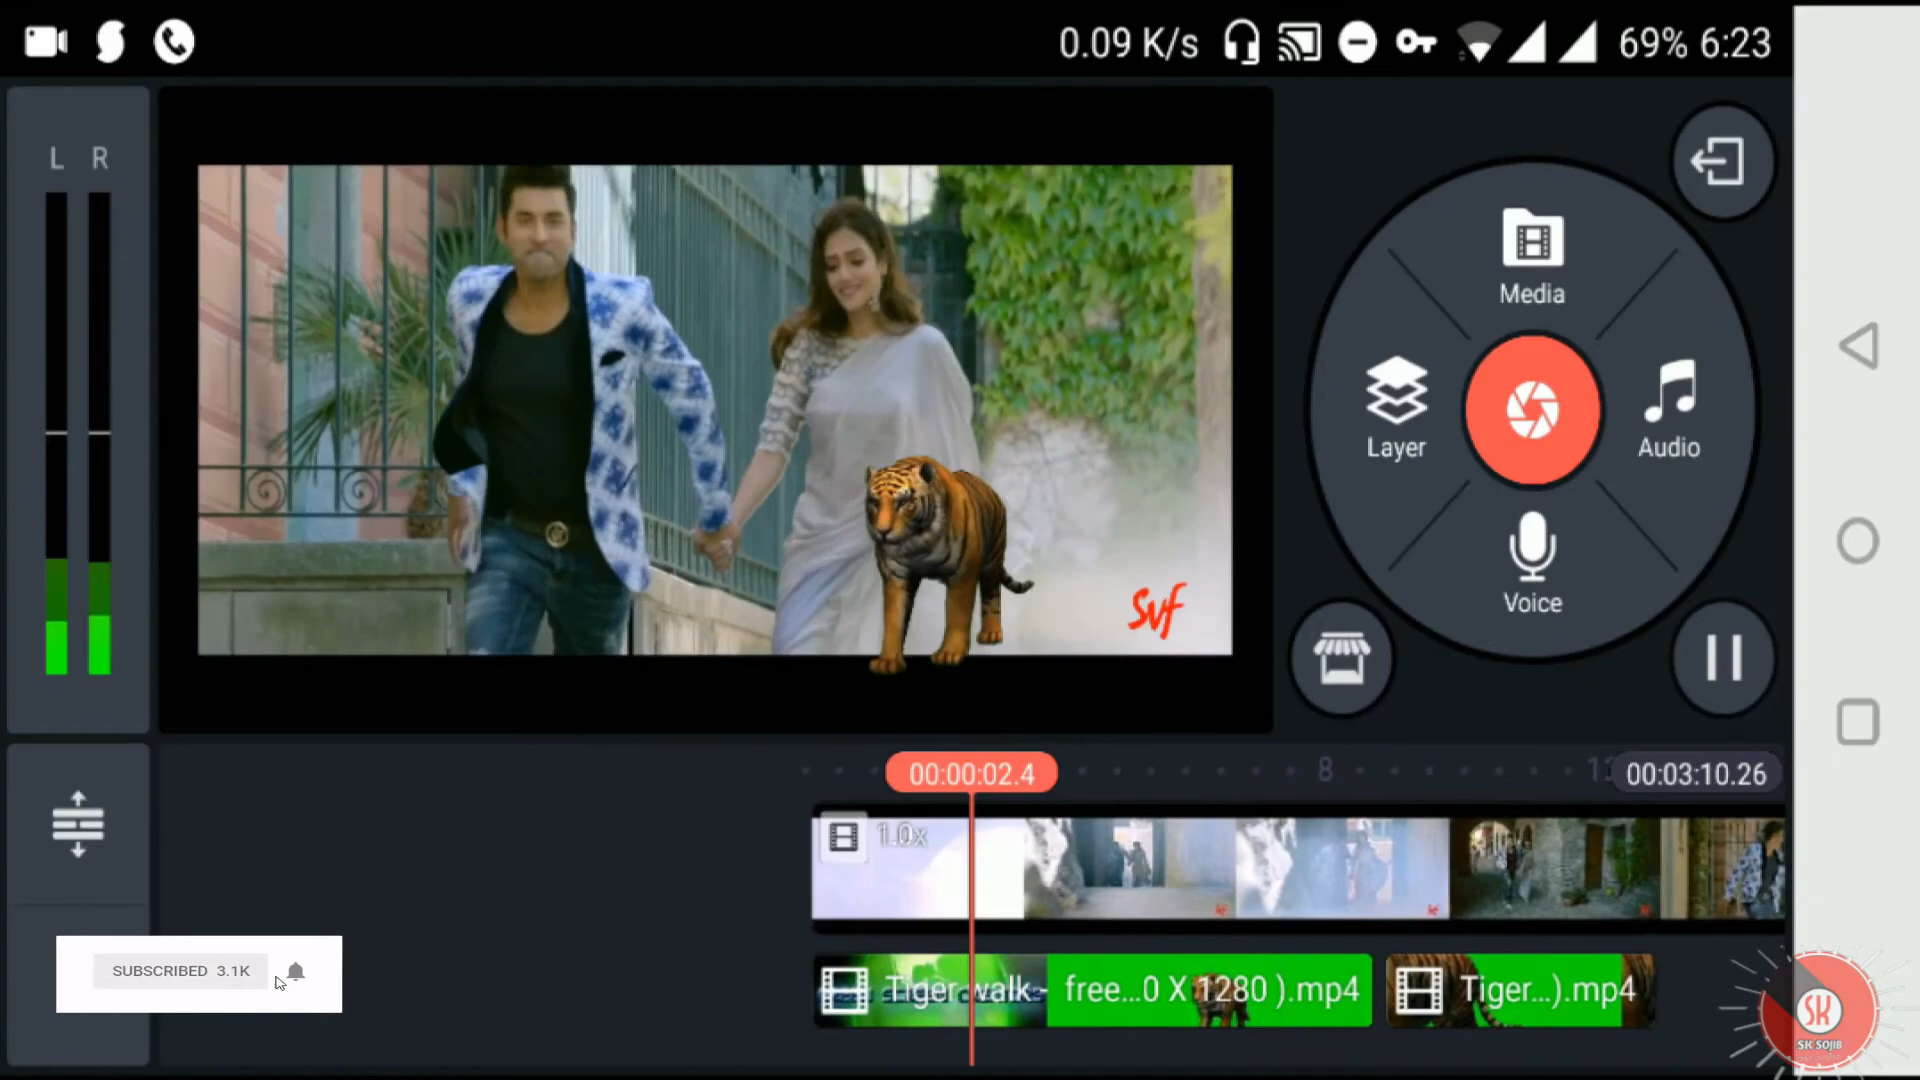 0.09 K/s 69% 6:23
L R
Media
Layer
Audio
Voice
Svf
00:00:02.4
8
00:03:10.26
1.0x
Tiger walk- free...0 X 1280 ).mp4
Tiger...).mp4
SUBSCRIBED 3.1K
SK
SK SOJIB